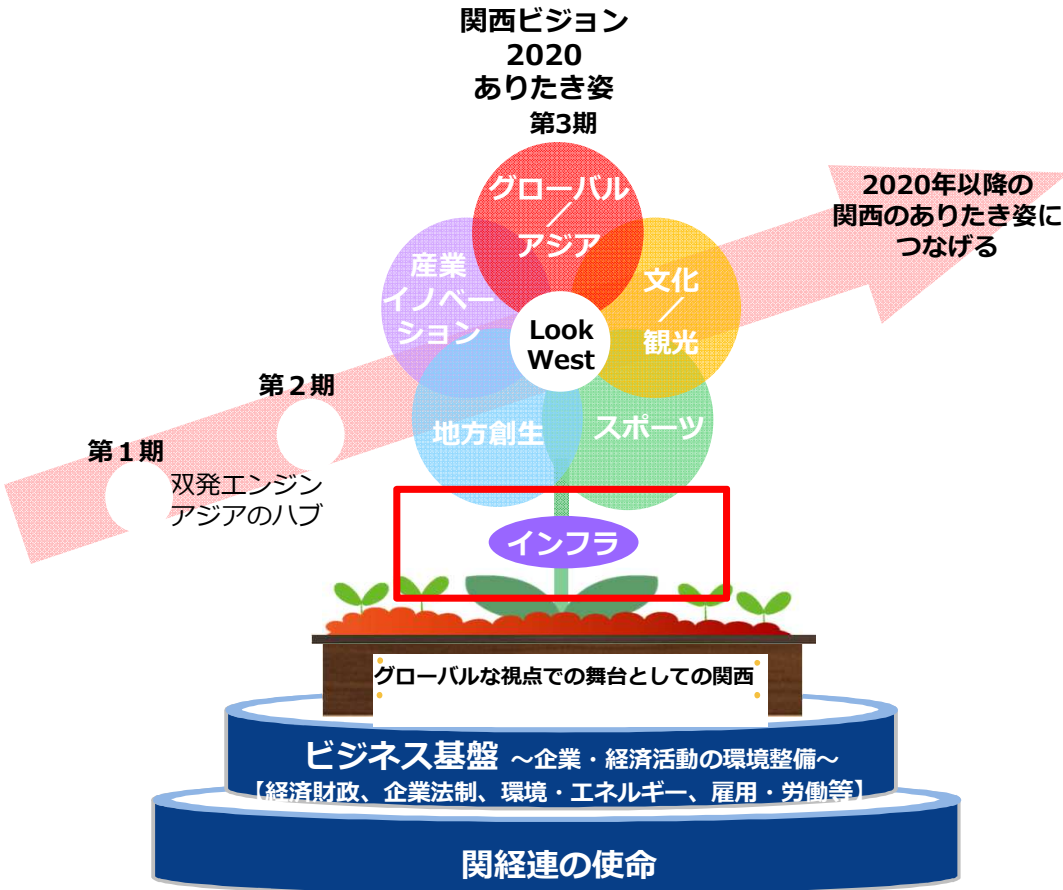 関西ビジョン
2020
ありたき姿
第3期
グローバル
／
アジア
2020年以降の
関西のありたき姿に
つなげる
産業
イノベー
ション
文化
／
観光
Look
West
第２期
地方創生
スポーツ
第１期
双発エンジン
アジアのハブ
インフラ
グローバルな視点での舞台としての関西
ビジネス基盤 ～企業・経済活動の環境整備～
【経済財政、企業法制、環境・エネルギー、雇用・労働等】
関経連の使命